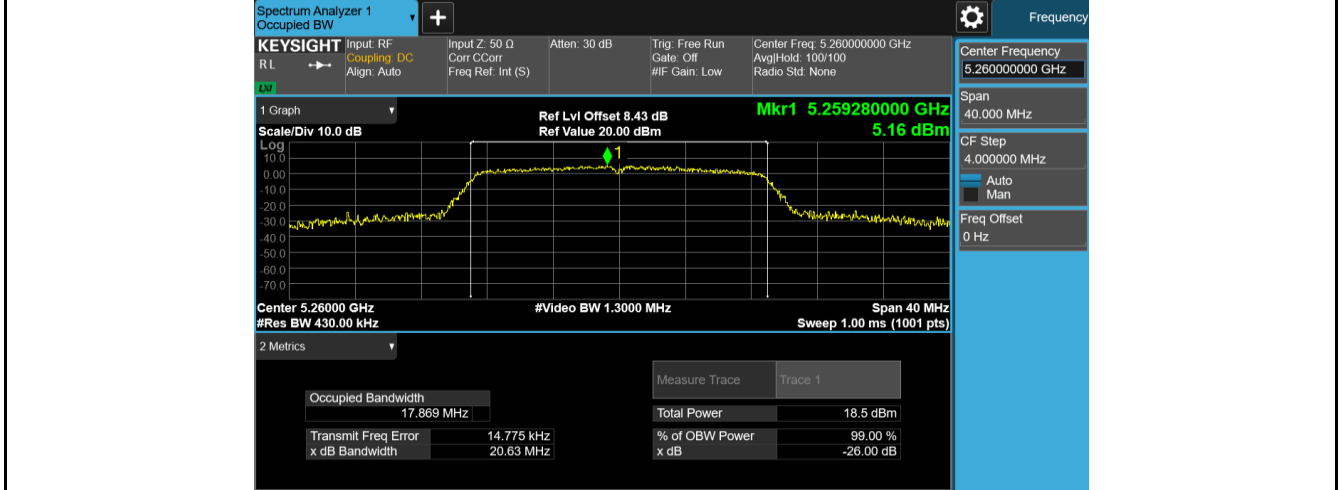 Spectrum Analyzer 1
Occupied BW
+
Frequency
KEYSIGHT
RL
LXI
Input: RF
Coupling: DC
Align: Auto
Input Z: 50 Ω
Corr CCorr
Freq Ref: Int (S)
Atten: 30 dB
Trig: Free Run
Gate: Off
#IF Gain: Low
Center Freq: 5.260000000 GHz
Avg|Hold: 100/100
Radio Std: None
Center Frequency
5.260000000 GHz
Span
40.000 MHz
CF Step
4.000000 MHz
Auto
Man
Freq Offset
0 Hz
1 Graph
Scale/Div 10.0 dB
Ref Lvl Offset 8.43 dB
Ref Value 20.00 dBm
Mkr1 5.259280000 GHz
5.16 dBm
Log
10.0
0.00
-10.0
-20.0
-30.0
-40.0
-50.0
-60.0
-70.0
1
Center 5.26000 GHz
#Res BW 430.00 kHz
#Video BW 1.3000 MHz
Span 40 MHz
Sweep 1.00 ms (1001 pts)
2 Metrics
Measure Trace Trace 1
Occupied Bandwidth
17.869 MHz
Total Power 18.5 dBm
Transmit Freq Error 14.775 kHz
% of OBW Power 99.00 %
x dB Bandwidth 20.63 MHz
x dB -26.00 dB